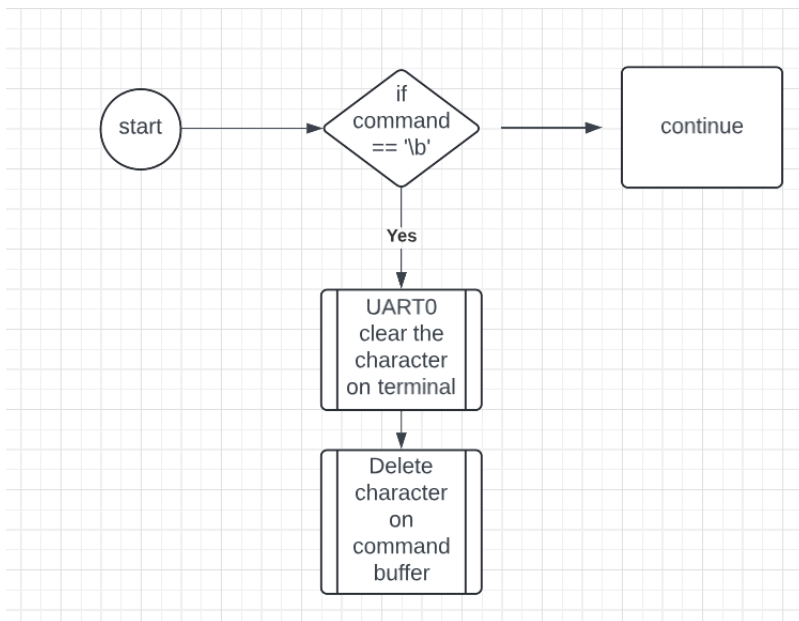 start
if
command
== '\b'
continue
Yes
UART0
clear the
character
on terminal
Delete
character
on
command
buffer